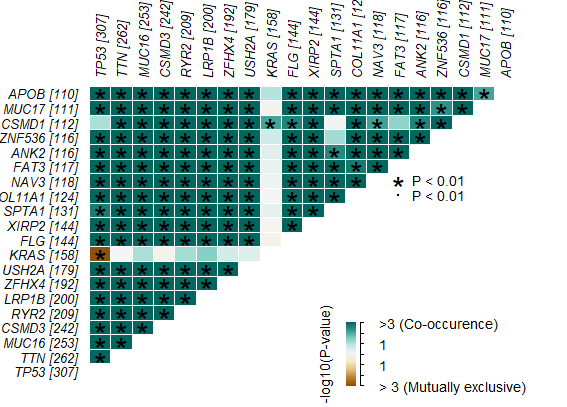 TP53 [307]
TTN [262]
MUC16 [253]
CSMD3 [242]
RYR2 [209]
LRP1B [200]
ZFHX4 [192]
USH2A [179]
KRAS [158]
FLG [144]
XIRP2 [144]
SPTA1 [131]
COL11A1 [12
NAV3 [118]
FAT3 [117]
ANK2 [116]
ZNF536 [116]
CSMD1 [112]
MUC17 [111]
APOB [110]
APOB [110]
MUC17 [111]
CSMD1 [112]
ZNF536 [116]
ANK2 [116]
FAT3 [117]
NAV3 [118]
OL11A1 [124]
SPTA1 [131]
XIRP2 [144]
FLG [144]
KRAS [158]
USH2A [179]
ZFHX4 [192]
LRP1B [200]
RYR2 [209]
CSMD3 [242]
MUC16 [253]
TTN [262]
TP53 [307]
* P < 0.01
· P < 0.01
-log10(P-value)
>3 (Co-occurence)
1
1
> 3 (Mutually exclusive)